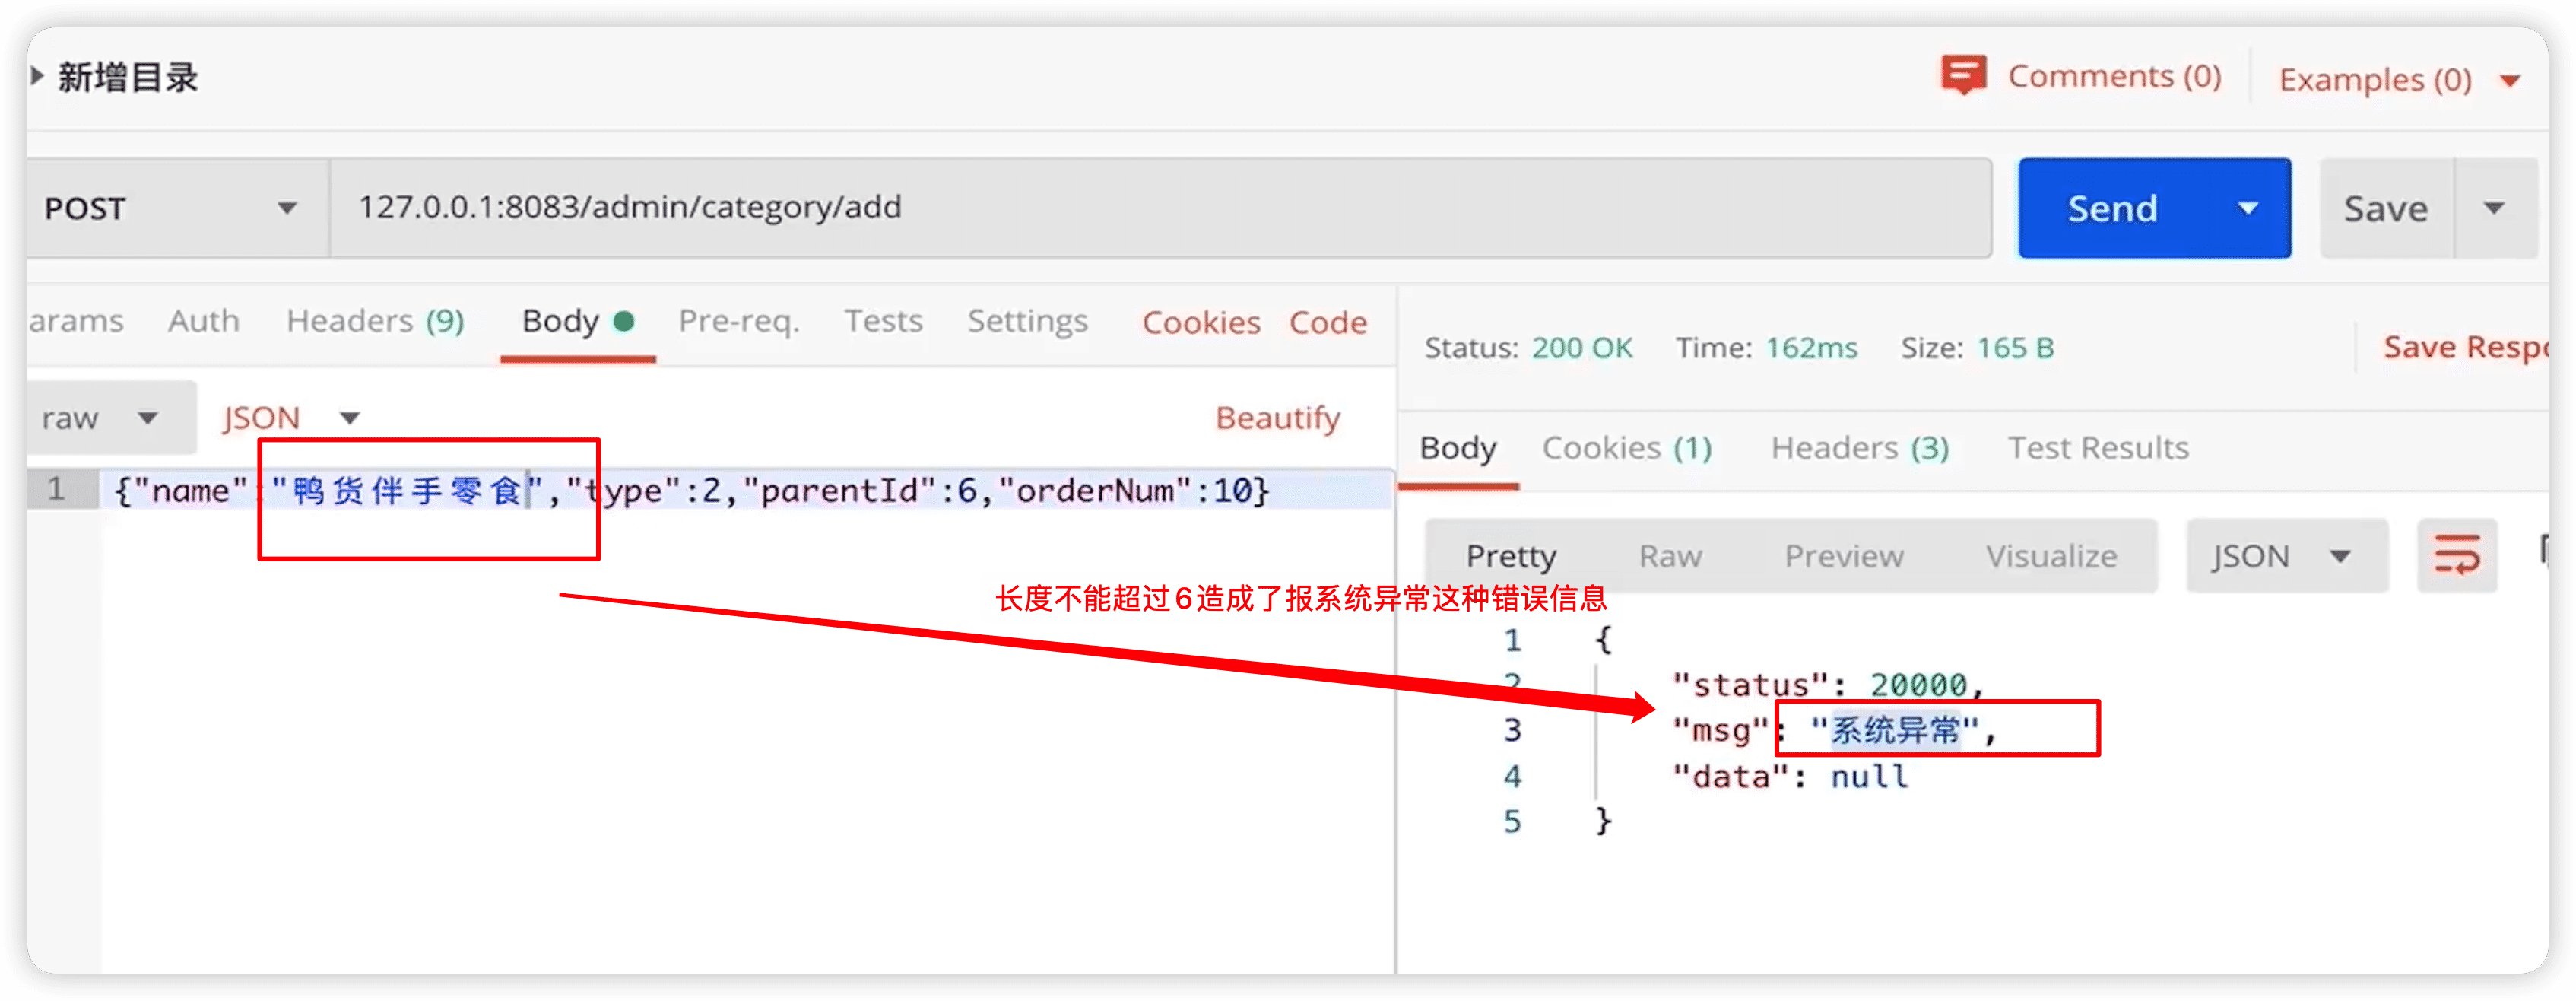 新增目录
Comments (0)
Examples (0)
POST
127.0.0.1:8083/admin/category/add
Send
Save
arams Auth Headers (9) Body Pre-req. Tests Settings Cookies Code
raw JSON Beautify
1 {"name":"鸭货伴手零食","type":2,"parentId":6,"orderNum":10}
Status: 200 OK Time: 162ms Size: 165 B Save Respo
Body Cookies (1) Headers (3) Test Results
Pretty Raw Preview Visualize JSON
长度不能超过6造成了报系统异常这种错误信息
1 {
2 "status": 20000,
3 "msg": "系统异常",
4 "data": null
5 }